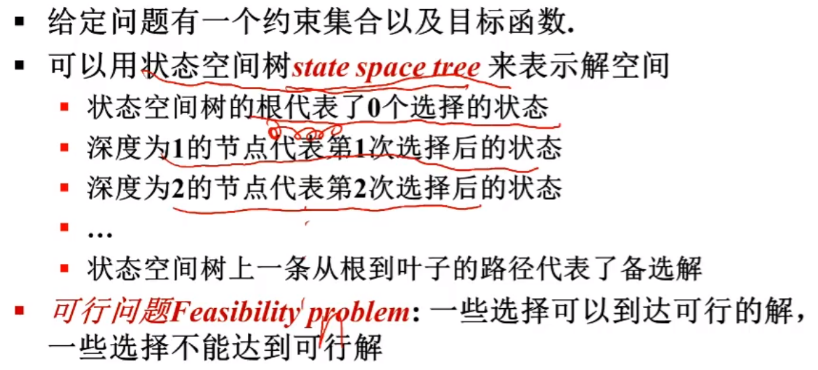 ▪ 给定问题有一个约束集合以及目标函数.
▪ 可以用状态空间树state space tree 来表示解空间
▪ 状态空间树的根代表了0个选择的状态
▪ 深度为1的节点代表第1次选择后的状态
▪ 深度为2的节点代表第2次选择后的状态
▪ ...
▪ 状态空间树上一条从根到叶子的路径代表了备选解
▪ 可行问题Feasibility problem: 一些选择可以到达可行的解，
一些选择不能达到可行解